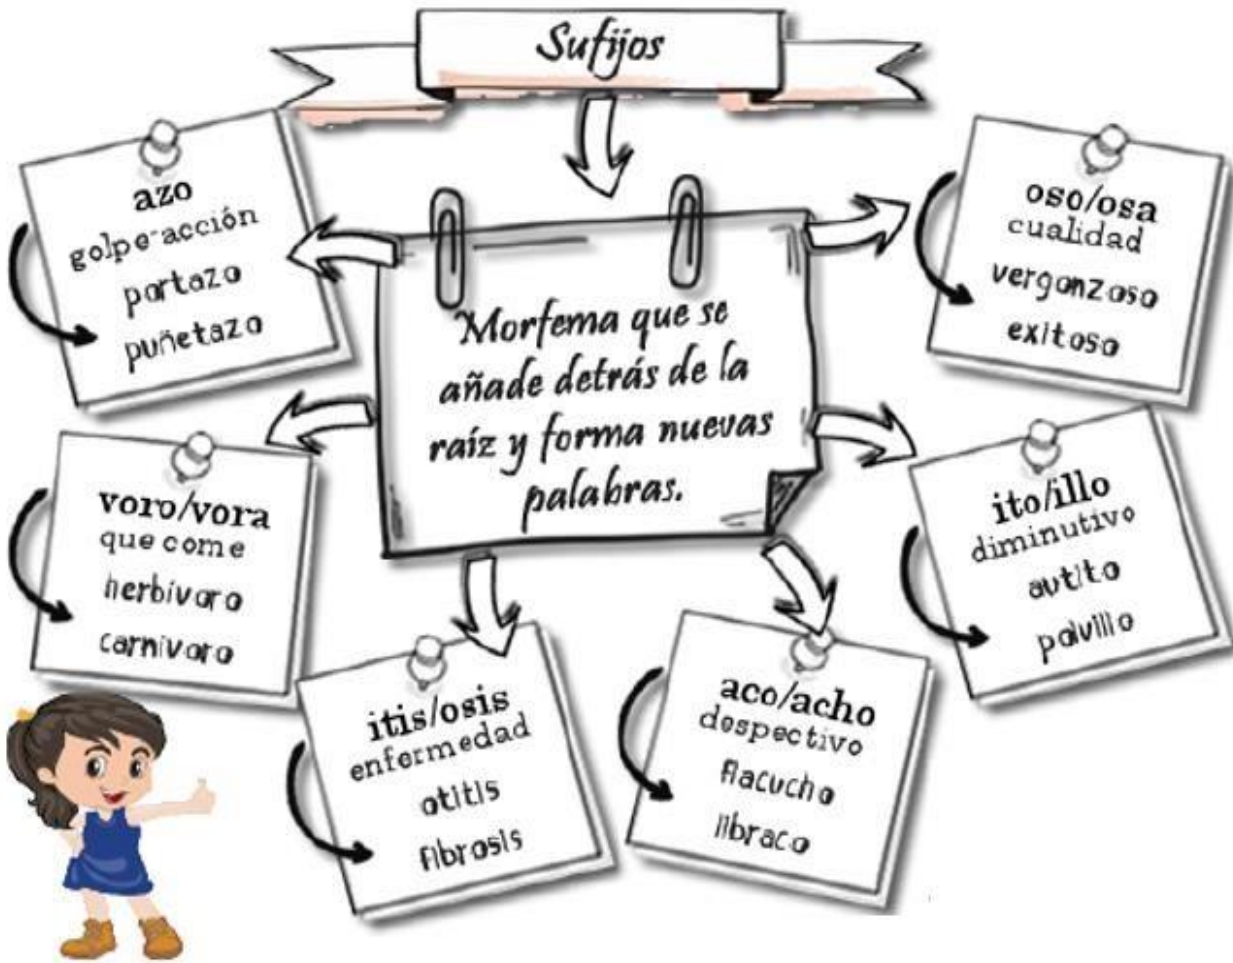 Sufijos
Morfema que se
añade detrás de la
raíz y forma nuevas
palabras.
azo
golpe-acción
portazo
puñetazo
voro/vora
que come
herbívoro
carnívoro
itis/osis
enfermedad
otitis
fibrosis
aco/acho
despectivo
flacucho
libraco
ito/illo
diminutivo
autito
polvillo
oso/osa
cualidad
vergonzoso
exitoso